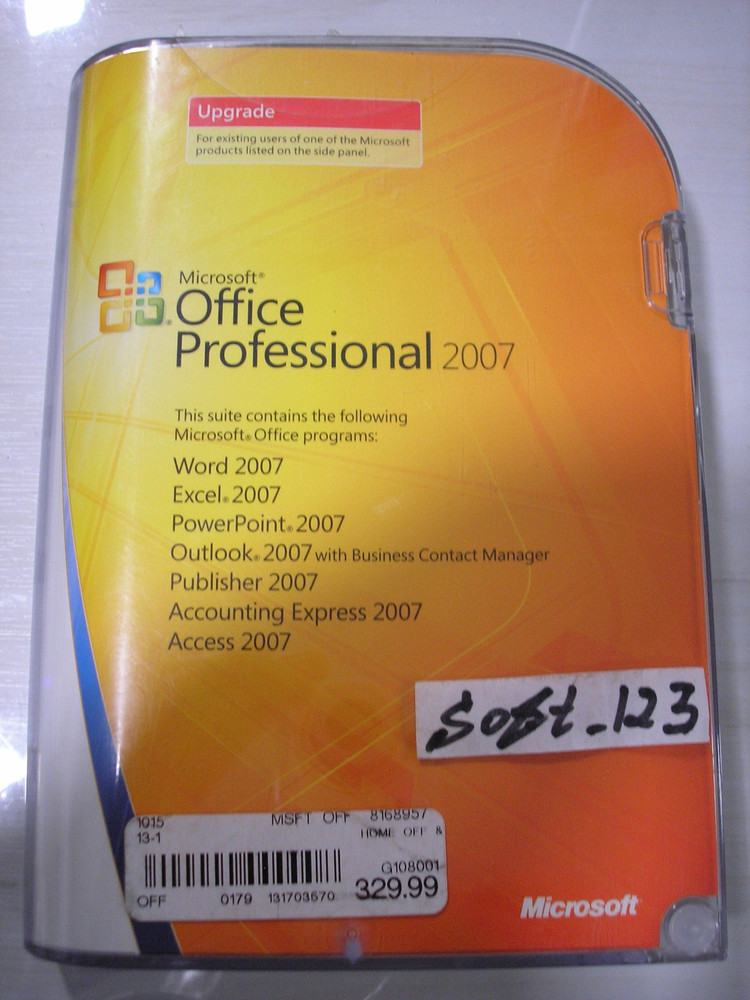 Upgrade
For existing users of one of the Microsoft
products listed on the side panel.
Microsoft®
Office
Professional 2007
This suite contains the following
Microsoft® Office programs:
Word 2007
Excel® 2007
PowerPoint® 2007
Outlook® 2007 with Business Contact Manager
Publisher 2007
Accounting Express 2007
Access 2007
Soft_123
1015 MSFT OFF 8168957
13-1 HOME OFF &
G108001
329.99
OFF 0179 131703570
Microsoft®